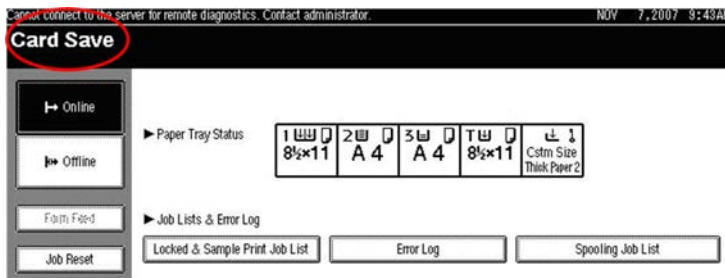 Cannot connect to the server for remote diagnostics. Contact administrator. NOV 7,2007 9:43A
Card Save
Online
Offline
Form Feed
Job Reset
►Paper Tray Status
1 8½×11
2 A 4
3 A 4
T 8½×11
Cstm Size
Thick Paper 2
►Job Lists & Error Log
Locked & Sample Print Job List
Error Log
Spooling Job List